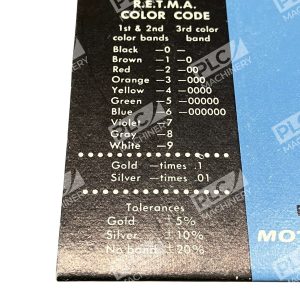 R.E.T.M.A.
COLOR CODE
1st & 2nd 3rd color
color bands band
Black —0 —
Brown —1 —0
Red —2 —00
Orange —3 —000
Yellow —4 —0000
Green —5 —00000
Blue —6 —000000
Violet —7
Gray —8
White —9
Gold —times .1
Silver —times .01
Tolerances
Gold ± 5%
Silver ±10%
No band ±20%
MOT
PLC
MACHINERY